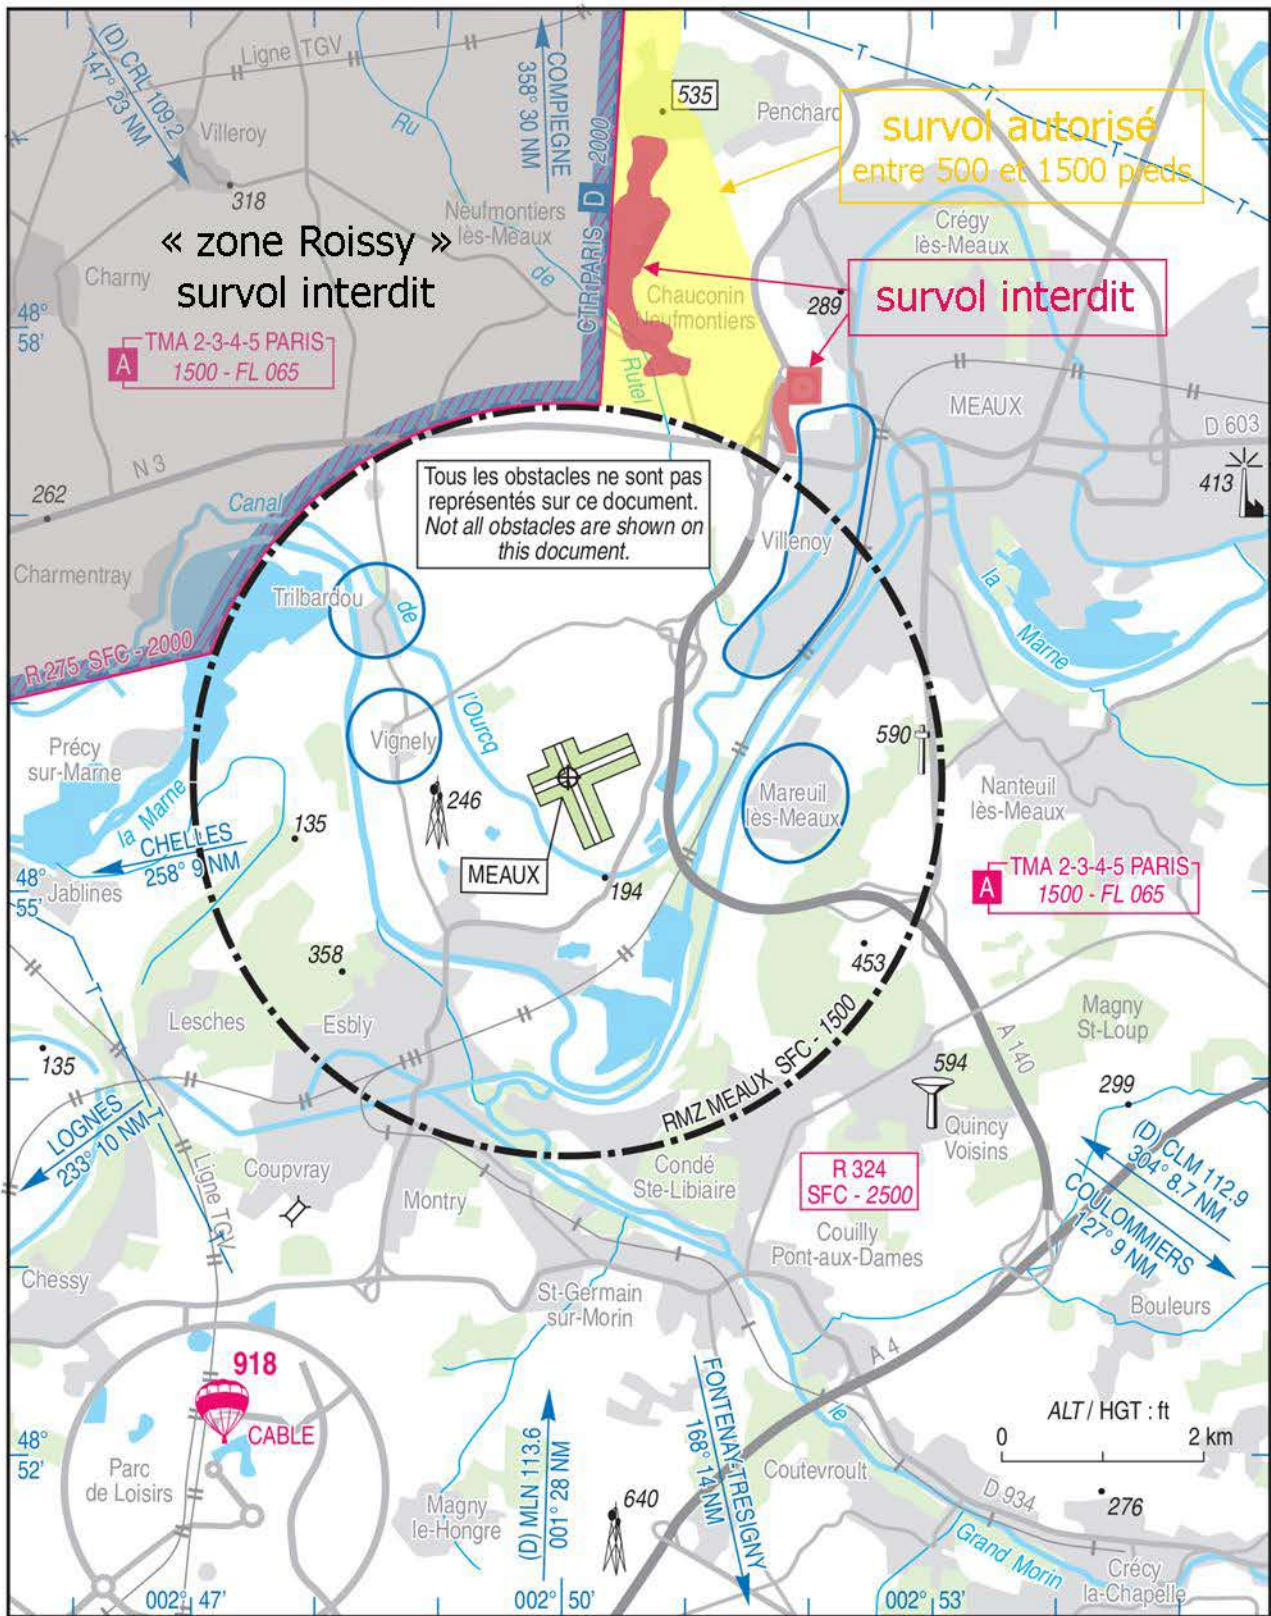 (D) CRL 109.2
147° 23 NM
Ligne TGV
COMPIEGNE
358° 30 NM
535
Penchard
T
T
T
T
survol autorisé
entre 500 et 1500 pieds
Villeroy
Ru
318
Neufmontiers
lès-Meaux
de
CTR PARIS D 2000
Crégy
lès-Meaux
« zone Roissy »
survol interdit
Charny
48°
58'
A
TMA 2-3-4-5 PARIS
1500 - FL 065
Chauconin
Neufmontiers
289
survol interdit
Rutel
MEAUX
D 603
413
N 3
262
Canal
Tous les obstacles ne sont pas
représentés sur ce document.
Not all obstacles are shown on
this document.
Villenoy
Charmentray
Trilbardou
de
la
Marne
R 275 SFC - 2000
l'Ourcq
Vignely
590
Précy
sur-Marne
la Marne
246
Mareuil
lès-Meaux
Nanteuil
lès-Meaux
135
CHELLES
258° 9 NM
MEAUX
194
48°
55'
Jablines
A
TMA 2-3-4-5 PARIS
1500 - FL 065
358
453
T
Lesches
Esbly
RMZ MEAUX SFC - 1500
A 140
Magny
St-Loup
135
594
299
LOGNES
233° 10 NM
T
Ligne TGV
Coupvray
Montry
Condé
Ste-Libiaire
R 324
SFC - 2500
Quincy
Voisins
(D) CLM 112.9
304° 8.7 NM
COULOMMIERS
127° 9 NM
Couilly
Pont-aux-Dames
Chessy
St-Germain
sur-Morin
Bouleurs
918
CABLE
A 4
FONTENAY-TRESIGNY
168° 14 NM
le
ALT / HGT : ft
0 2 km
48°
52'
Parc
de Loisirs
(D) MLN 113.6
001° 28 NM
Magny
le-Hongre
640
Coutevroult
D 934
276
Grand Morin
Crécy
la-Chapelle
002° 47'
002° 50'
002° 53'